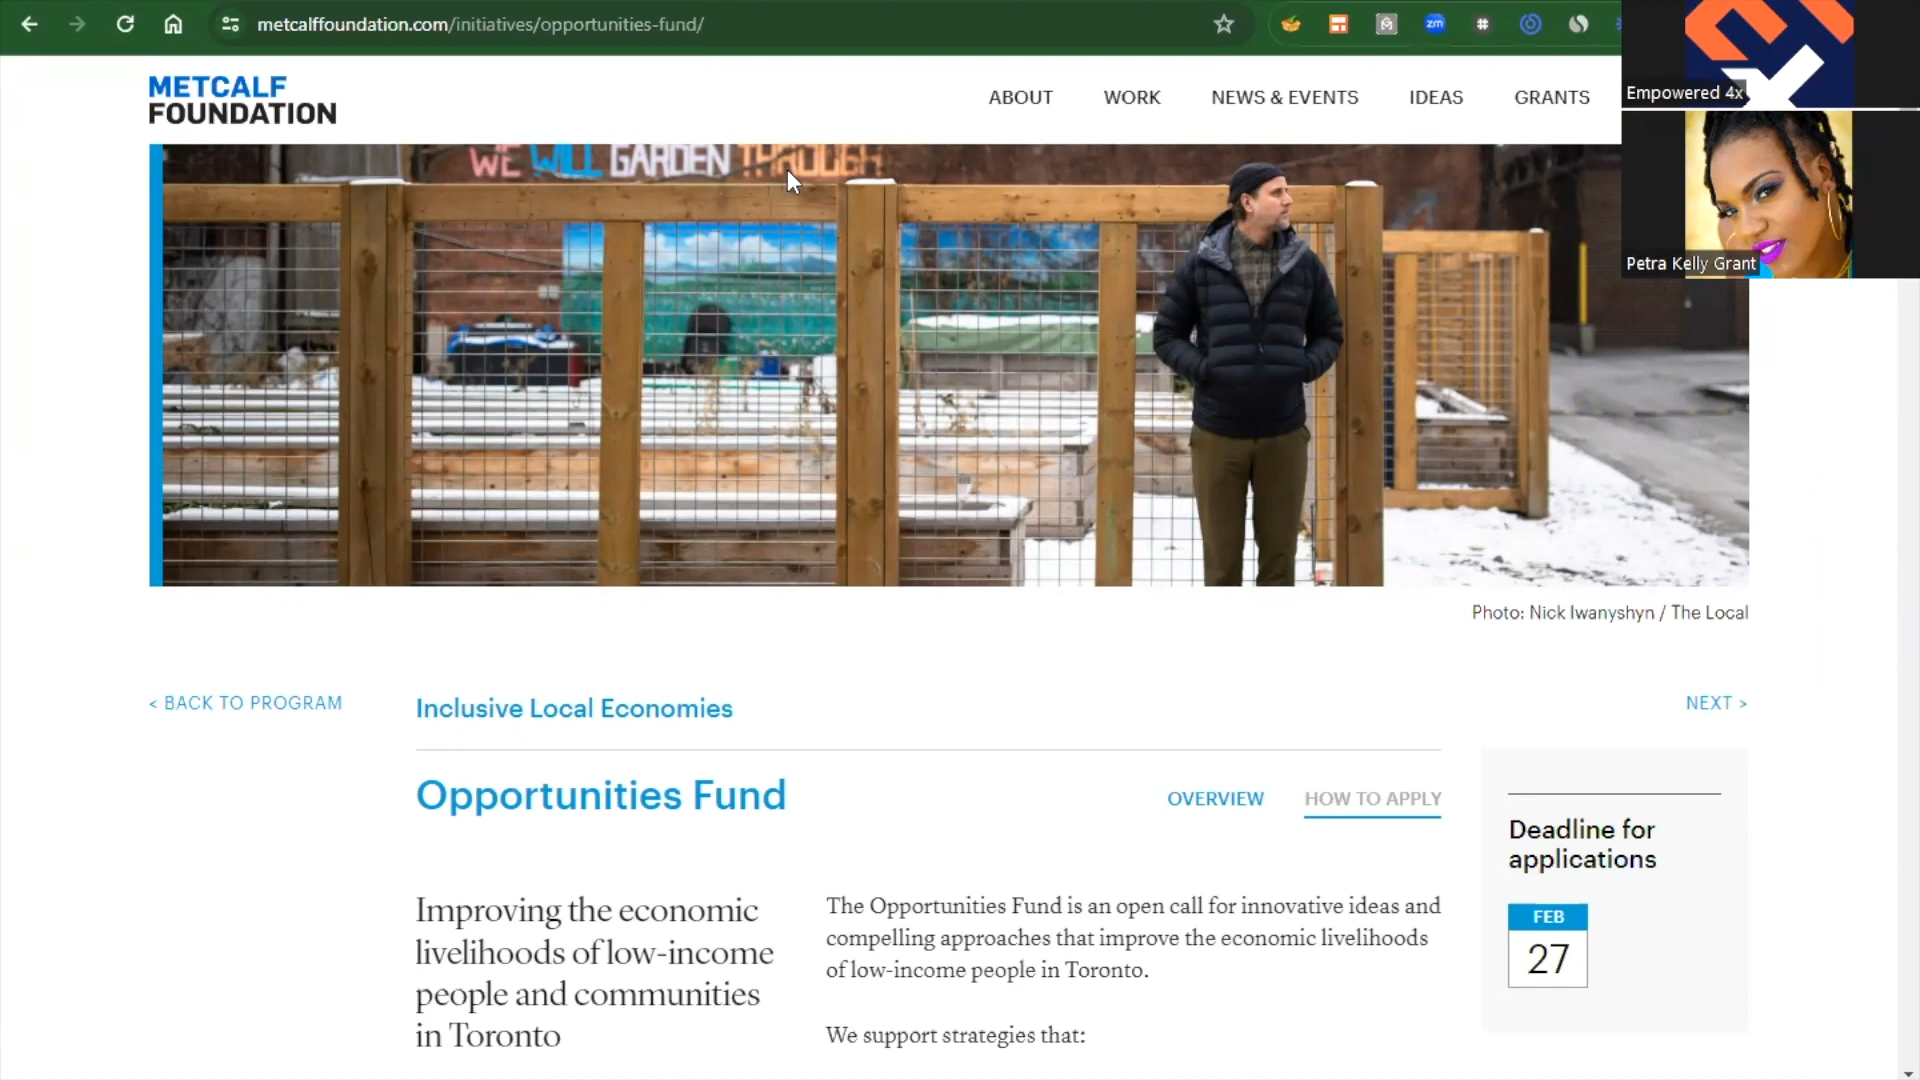 metcalffoundation.com/initiatives/opportunities-fund/
zm
METCALF
FOUNDATION
ABOUT
WORK
NEWS & EVENTS
IDEAS
GRANTS
Empowered 4x
Petra Kelly Grant
WE WILL GARDEN THROUGH
Photo: Nick Iwanyshyn / The Local
< BACK TO PROGRAM
Inclusive Local Economies
NEXT >
Opportunities Fund
OVERVIEW
HOW TO APPLY
Improving the economic
livelihoods of low-income
people and communities
in Toronto
The Opportunities Fund is an open call for innovative ideas and
compelling approaches that improve the economic livelihoods
of low-income people in Toronto.
We support strategies that:
Deadline for
applications
FEB
27